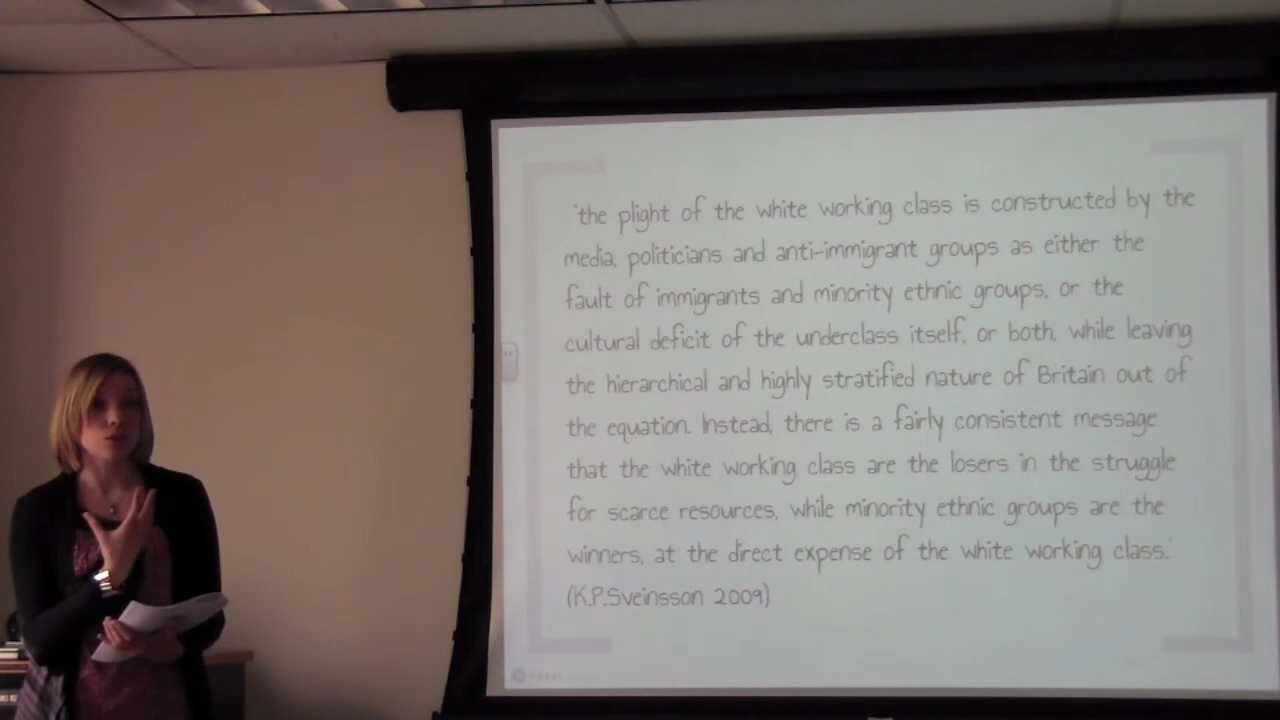 'the plight of the white working class is constructed by the
media, politicians and anti-immigrant groups as either the
fault of immigrants and minority ethnic groups, or the
cultural deficit of the underclass itself, or both, while leaving
the hierarchical and highly stratified nature of Britain out of
the equation. Instead, there is a fairly consistent message
that the white working class are the losers in the struggle
for scarce resources, while minority ethnic groups are the
winners, at the direct expense of the white working class.'
(K.P.Sveinsson 2009)